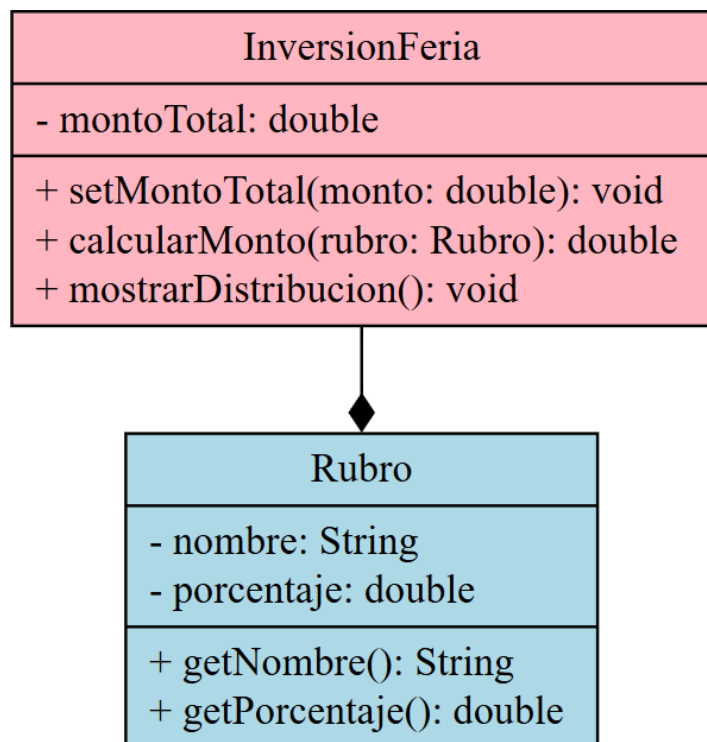 InversionFeria
- montoTotal: double
+ setMontoTotal(monto: double): void
+ calcularMonto(rubro: Rubro): double
+ mostrarDistribucion(): void
Rubro
- nombre: String
- porcentaje: double
+ getNombre(): String
+ getPorcentaje(): double